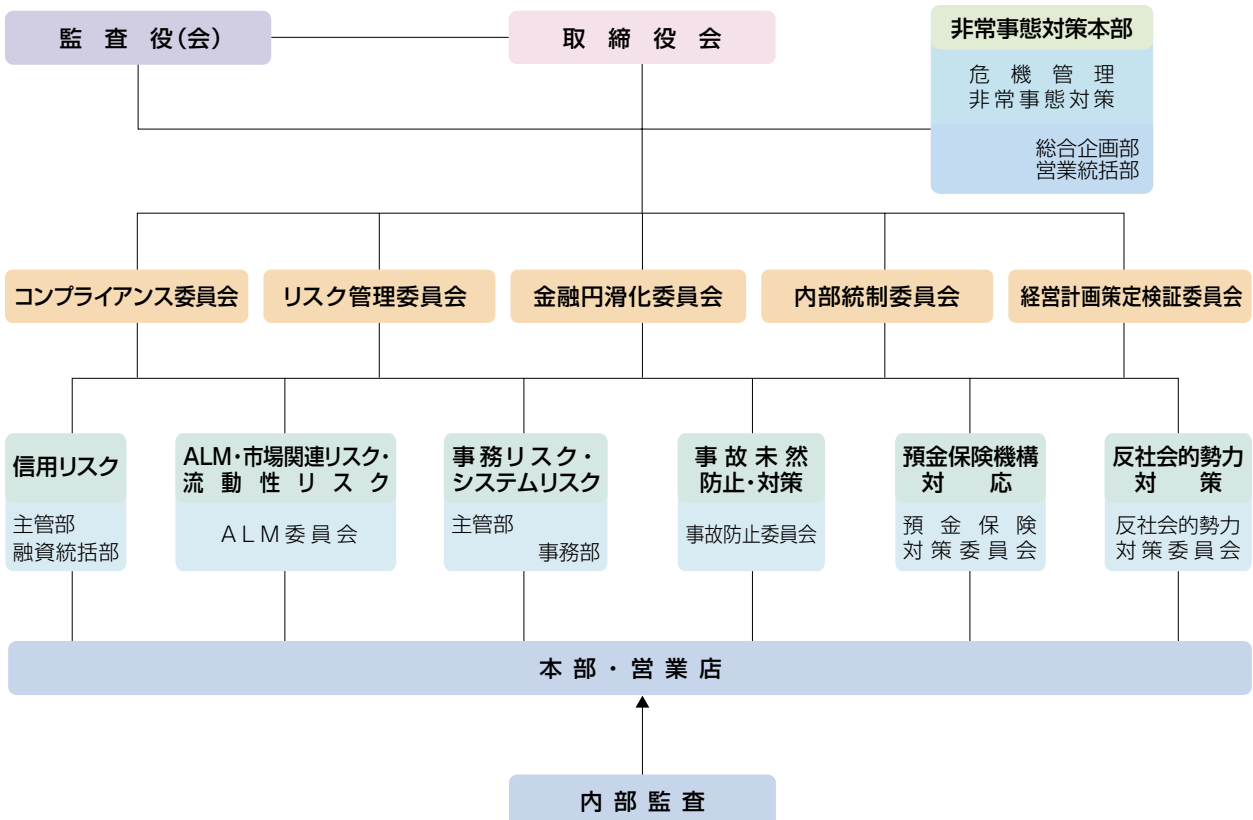 監査役(会)
取締役会
非常事態対策本部
危機管理
非常事態対策
総合企画部
営業統括部
コンプライアンス委員会
リスク管理委員会
金融円滑化委員会
内部統制委員会
経営計画策定検証委員会
信用リスク
主管部
融資統括部
ALM・市場関連リスク・
流動性リスク
ALM委員会
事務リスク・
システムリスク
主管部
事務部
事故未然
防止・対策
事故防止委員会
預金保険機構
対応
預金保険
対策委員会
反社会的勢力
対策
反社会的勢力
対策委員会
本部・営業店
内部監査